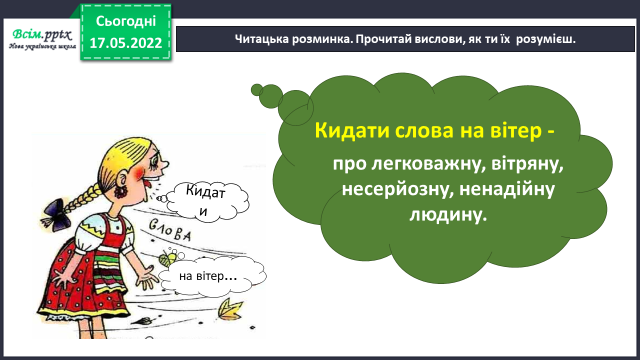 Всім.pptx
Нова українська школа
Сьогодні
17.05.2022
Читацька розминка. Прочитай вислови, як ти їх розумієш.
Кидат
и
СЛОВА
на вітер...
Кидати слова на вітер -
про легковажну, вітряну,
несерйозну, ненадійну
людину.